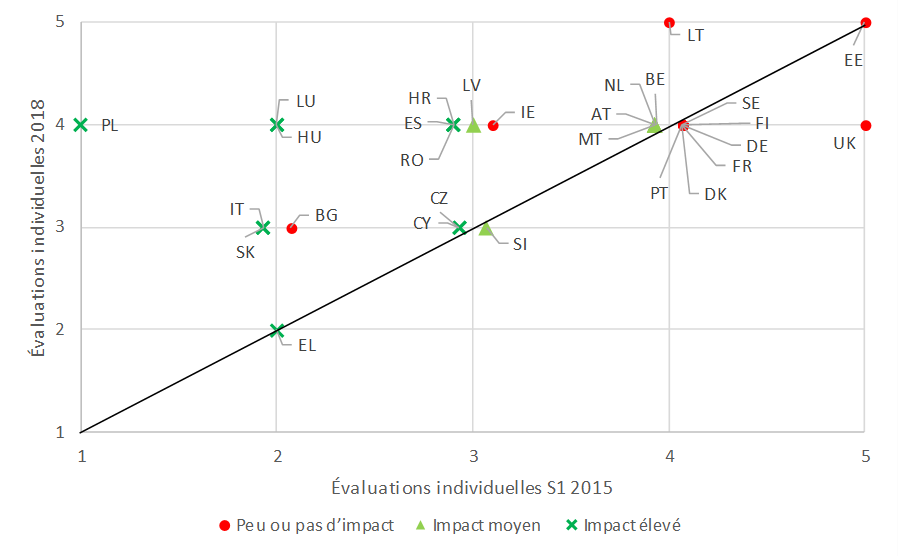 5
LT
EE
Évaluations individuelles 2018
4
PL
LU
HU
HR
ES
RO
LV
IE
NL
BE
AT
MT
SE
FI
DE
FR
PT
DK
UK
3
IT
SK
BG
CZ
CY
SI
2
EL
1
1 2 3 4 5
Évaluations individuelles S1 2015
Peu ou pas d’impact Impact moyen Impact élevé